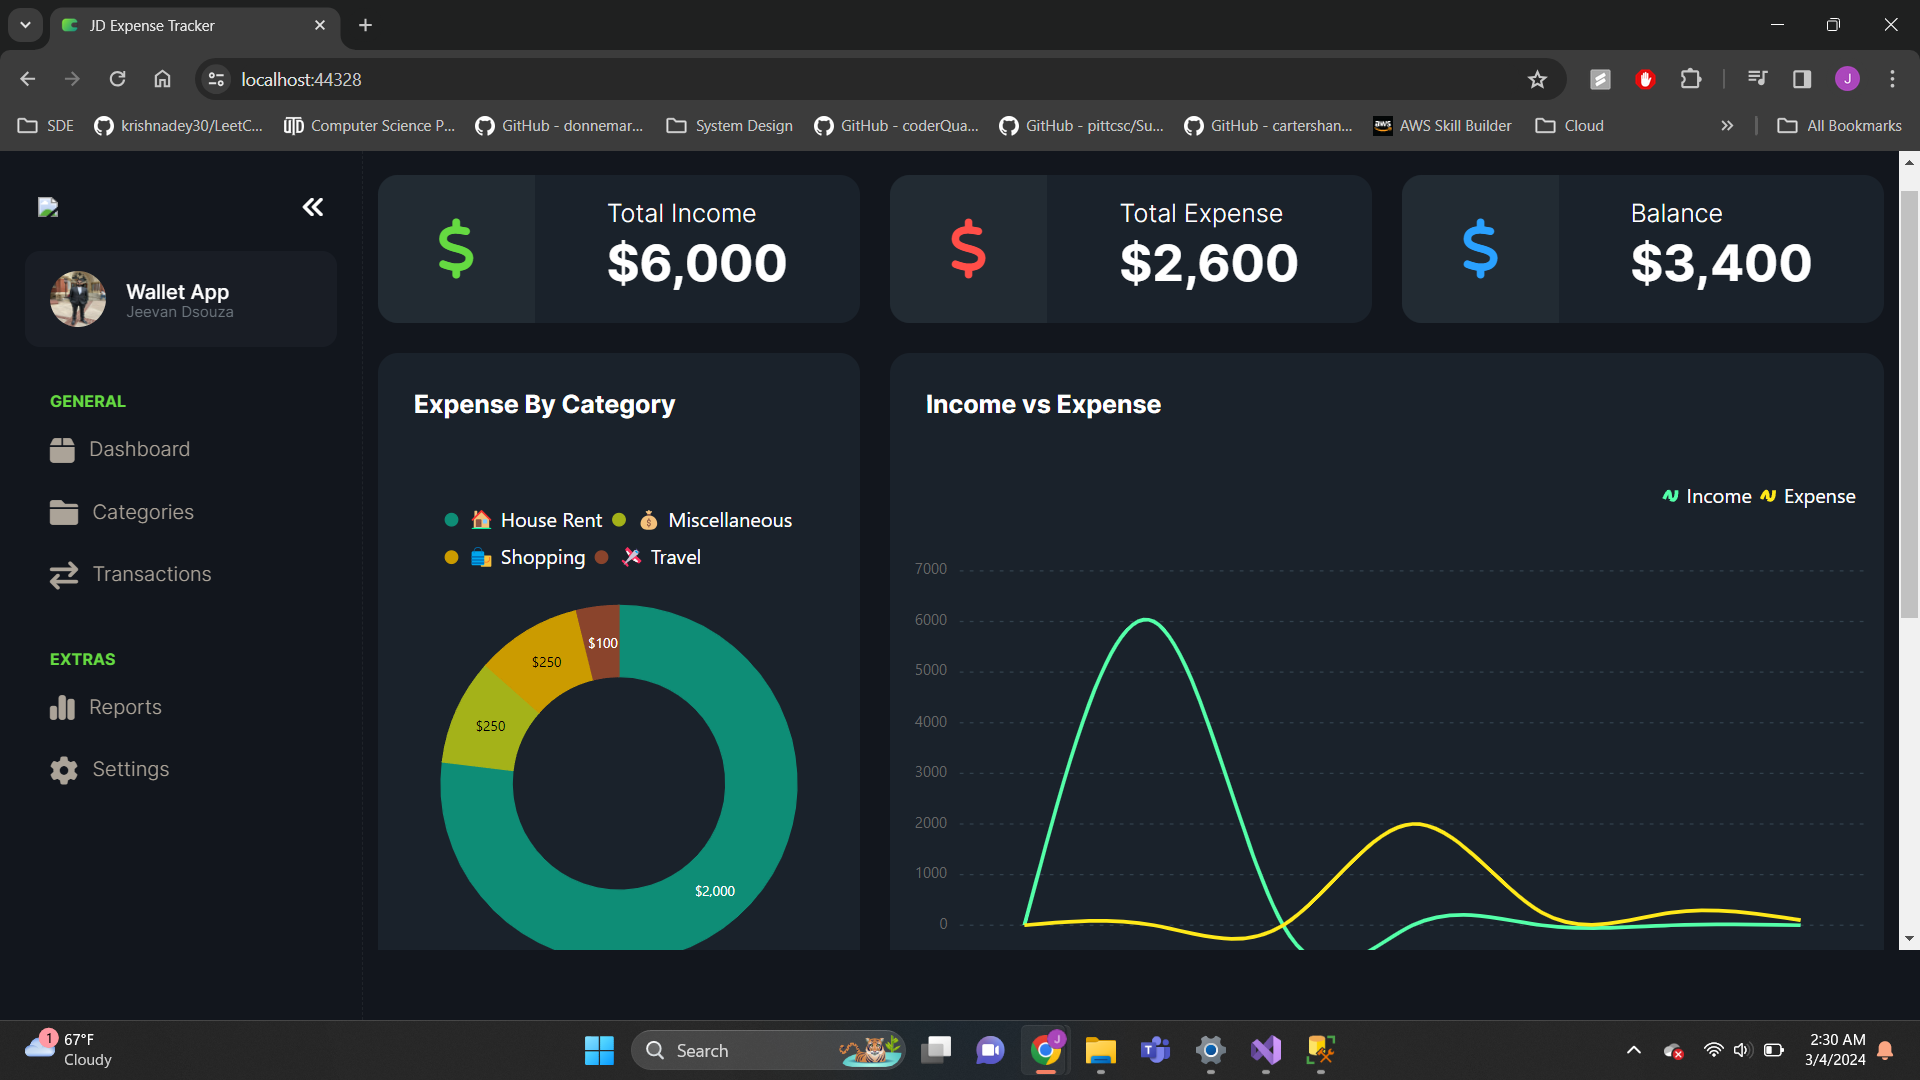 JD Expense Tracker
localhost:44328
J
SDE
krishnadey30/LeetC...
UTD
Computer Science P...
GitHub - donnemar...
System Design
GitHub - coderQua...
GitHub - pittcsc/Su...
GitHub - cartershan...
aws
AWS Skill Builder
Cloud
All Bookmarks
Total Income
$6,000
Total Expense
$2,600
Balance
$3,400
Wallet App
Jeevan Dsouza
GENERAL
Dashboard
Categories
Transactions
EXTRAS
Reports
Settings
Expense By Category
House Rent
Miscellaneous
Shopping
Travel
$100
$250
$250
$2,000
Income vs Expense
Income
Expense
7000
6000
5000
4000
3000
2000
1000
0
1
67°F
Cloudy
Search
J
2:30 AM
3/4/2024